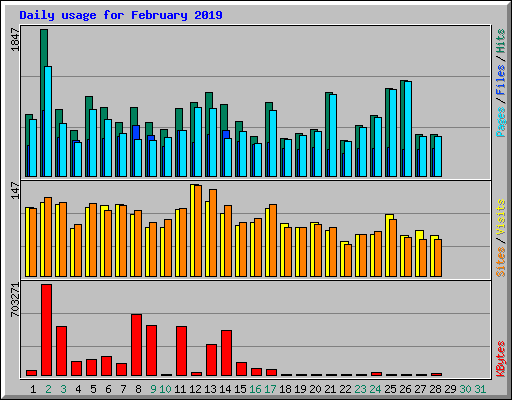 Daily usage for February 2019
1847
147
703271
Pages / Files / Hits
Sites / Visits
KBytes
1 2 3 4 5 6 7 8 9 10 11 12 13 14 15 16 17 18 19 20 21 22 23 24 25 26 27 28 29 30 31